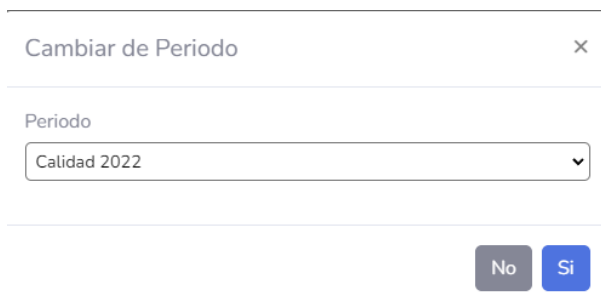 Cambiar de Periodo ×
Periodo
Calidad 2022
No Si